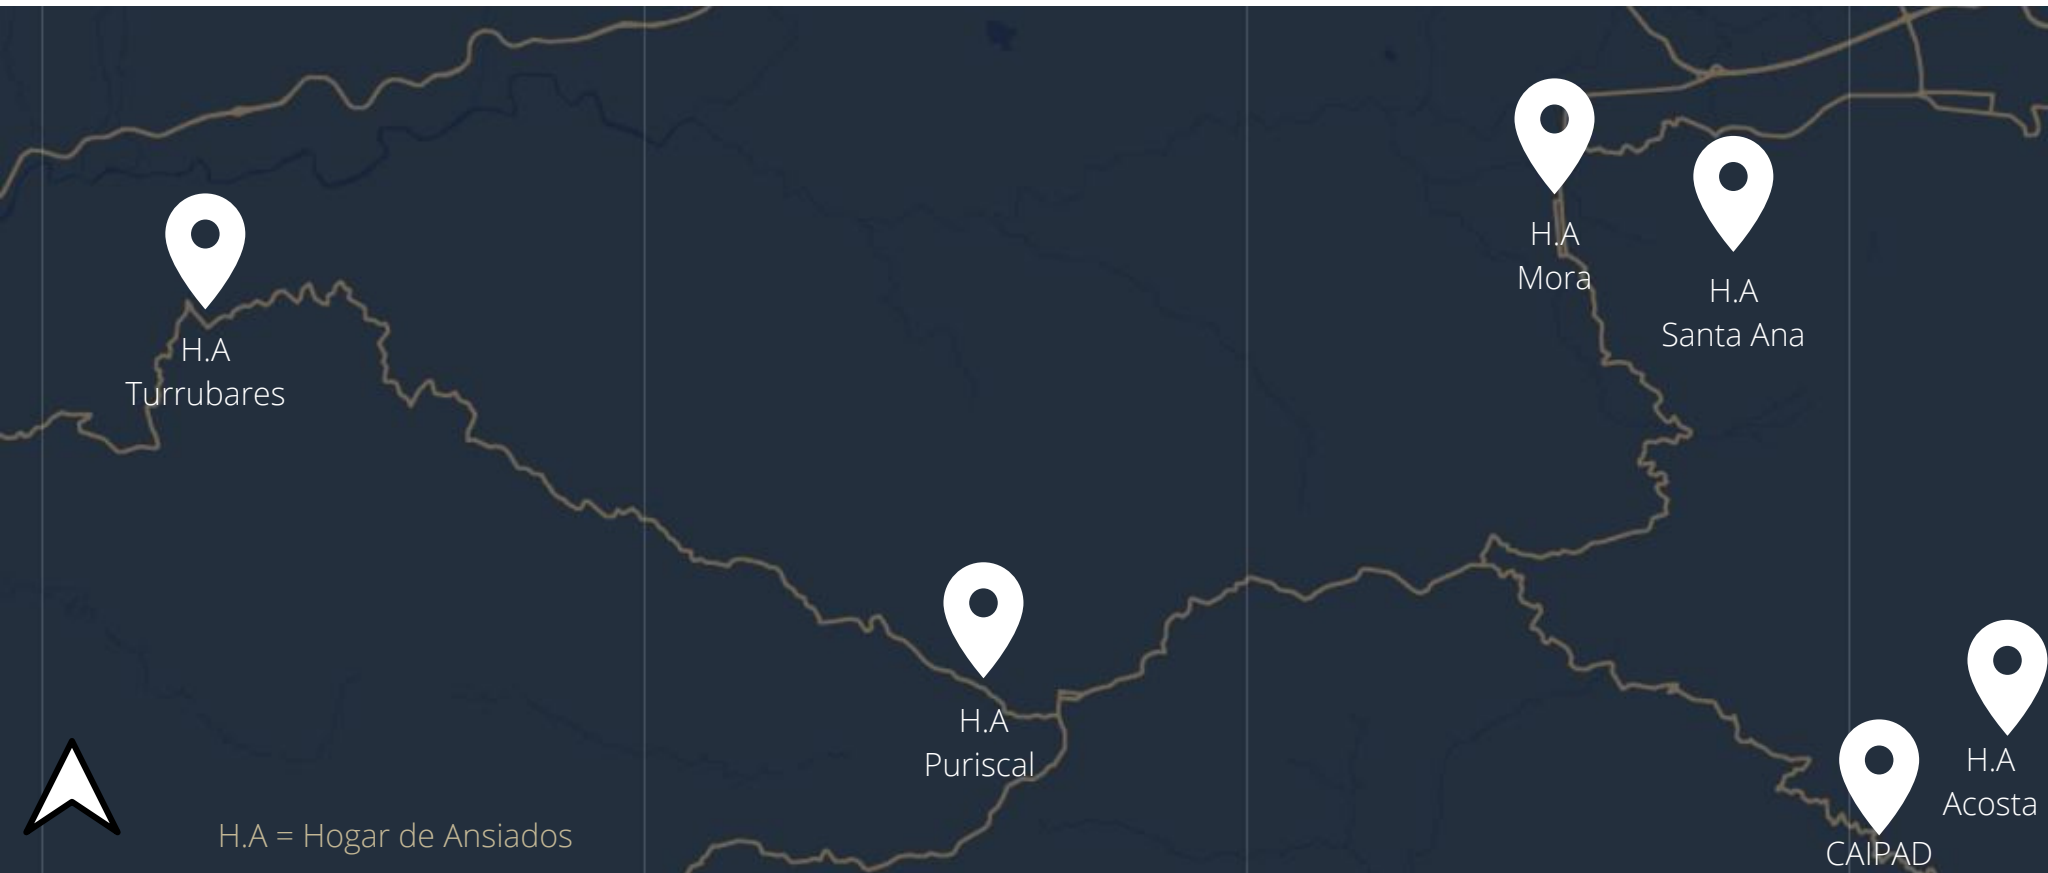 H.A
Mora
H.A
Santa Ana
H.A
Turrubares
H.A
Puriscal
H.A
Acosta
CAIPAD
H.A = Hogar de Ansiados